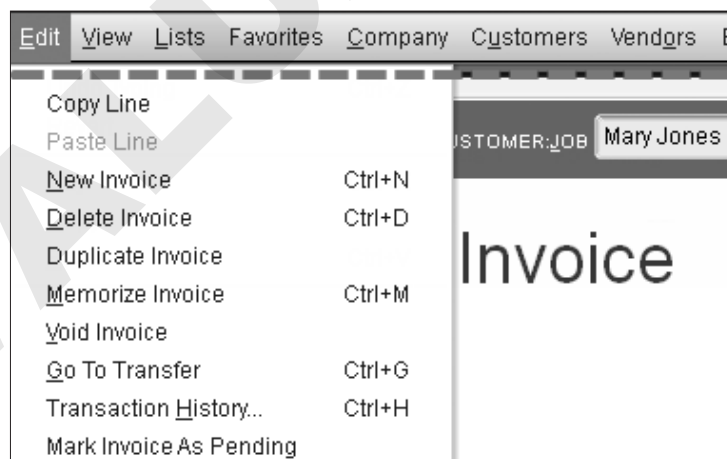 Edit View Lists Favorites Company Customers Vendors
Copy Line
Paste Line
USTOMER:JOB Mary Jones
New Invoice Ctrl+N
Delete Invoice Ctrl+D
Duplicate Invoice
Invoice
Memorize Invoice Ctrl+M
Void Invoice
Go To Transfer Ctrl+G
Transaction History... Ctrl+H
Mark Invoice As Pending